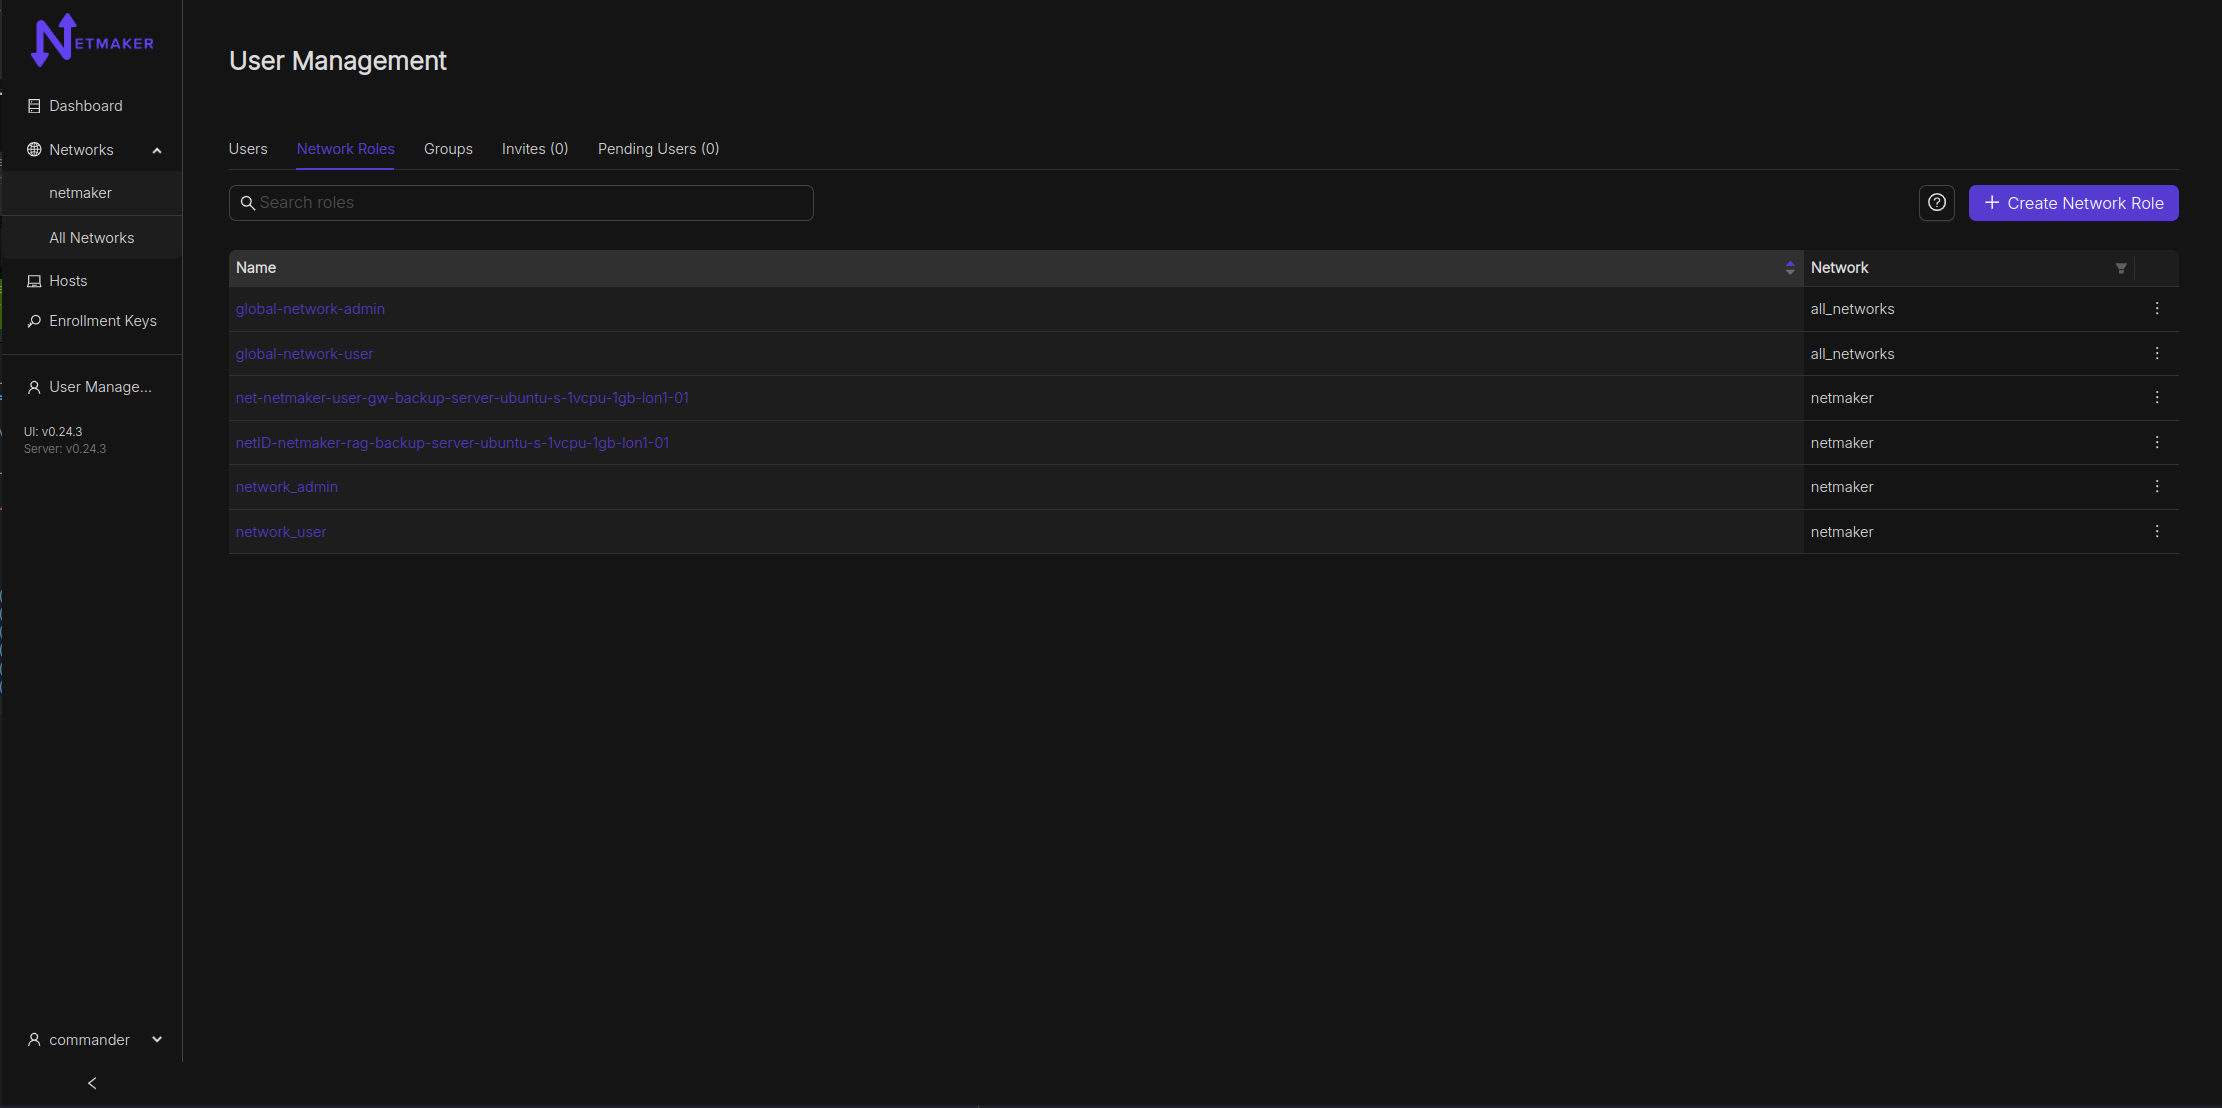 NETMAKER
Dashboard
Networks
netmaker
All Networks
Hosts
Enrollment Keys
User Manage...
UI: v0.24.3
Server: v0.24.3
commander
User Management
Users Network Roles Groups Invites (0) Pending Users (0)
Search roles
Create Network Role
Name Network
global-network-admin all_networks
global-network-user all_networks
net-netmaker-user-gw-backup-server-ubuntu-s-1vcpu-1gb-lon1-01 netmaker
netID-netmaker-rag-backup-server-ubuntu-s-1vcpu-1gb-lon1-01 netmaker
network_admin netmaker
network_user netmaker